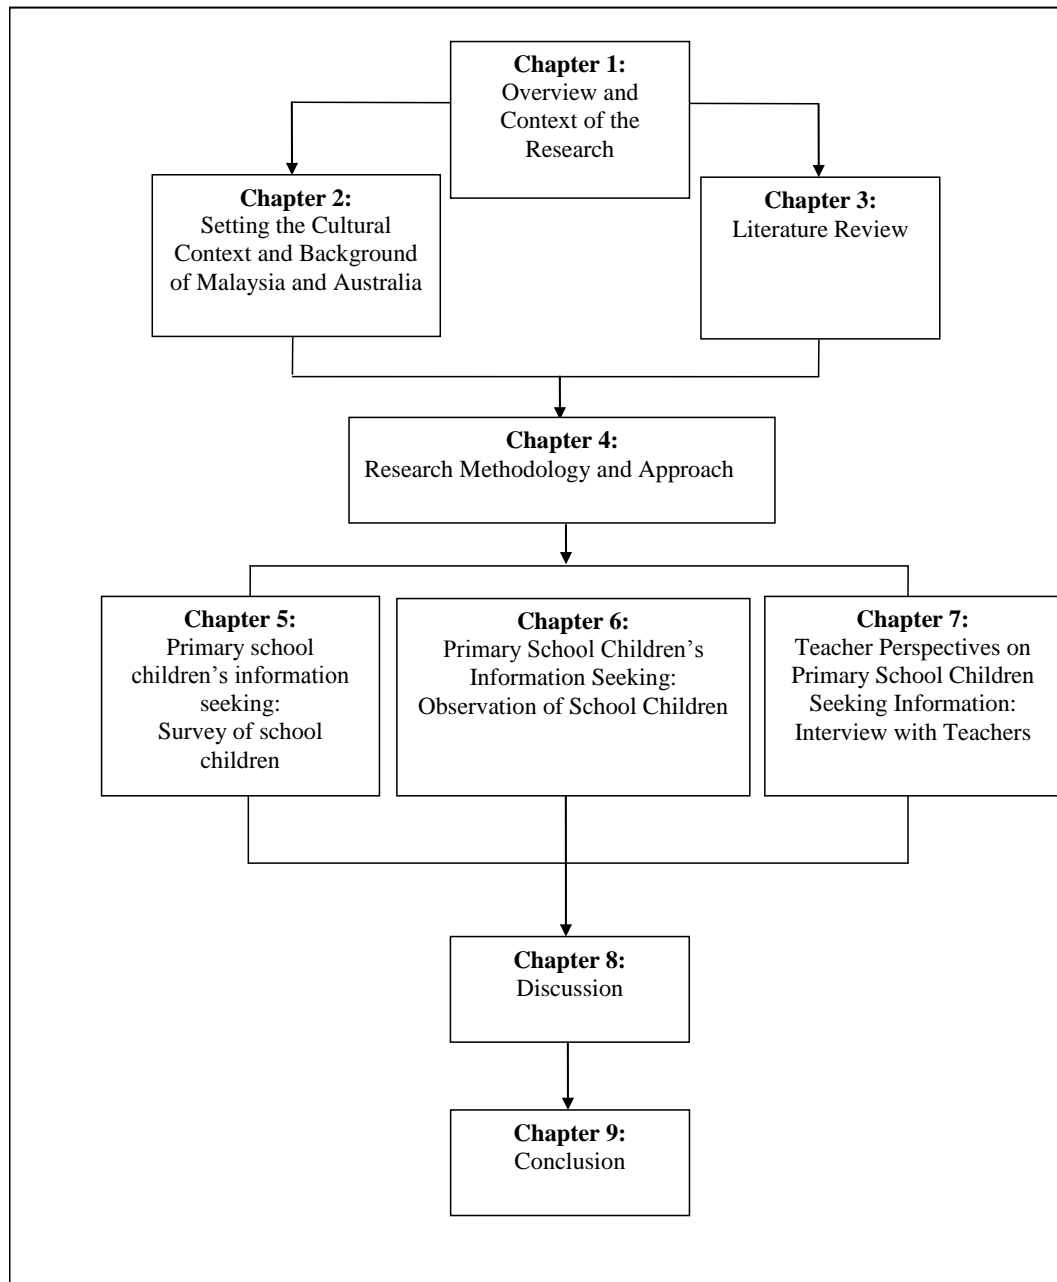 Chapter 1:
Overview and
Context of the
Research
Chapter 2:
Setting the Cultural
Context and Background
of Malaysia and Australia
Chapter 3:
Literature Review
Chapter 4:
Research Methodology and Approach
Chapter 5:
Primary school
children’s information
seeking:
Survey of school
children
Chapter 6:
Primary School Children’s
Information Seeking:
Observation of School Children
Chapter 7:
Teacher Perspectives on
Primary School Children
Seeking Information:
Interview with Teachers
Chapter 8:
Discussion
Chapter 9:
Conclusion